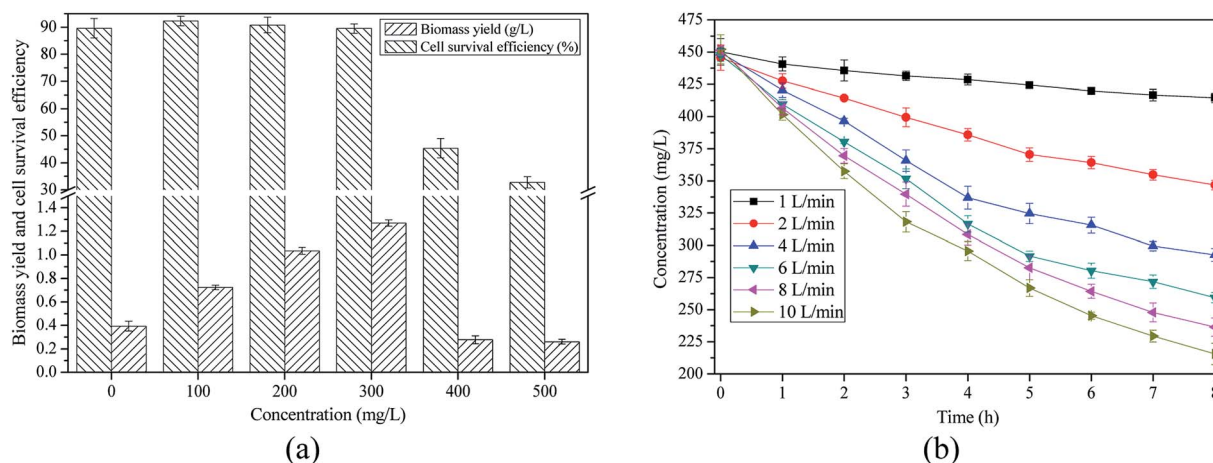 90
80
70
60
50
40
30
1.4
1.2
1.0
0.8
0.6
0.4
0.2
0.0
Biomass yield and cell survival efficiency
Biomass yield (g/L)
Cell survival efficiency (%)
0 100 200 300 400 500
Concentration (mg/L)
(a)
475
450
425
400
375
350
325
300
275
250
225
200
Concentration (mg/L)
1 L/min
2 L/min
4 L/min
6 L/min
8 L/min
10 L/min
0 1 2 3 4 5 6 7 8
Time (h)
(b)